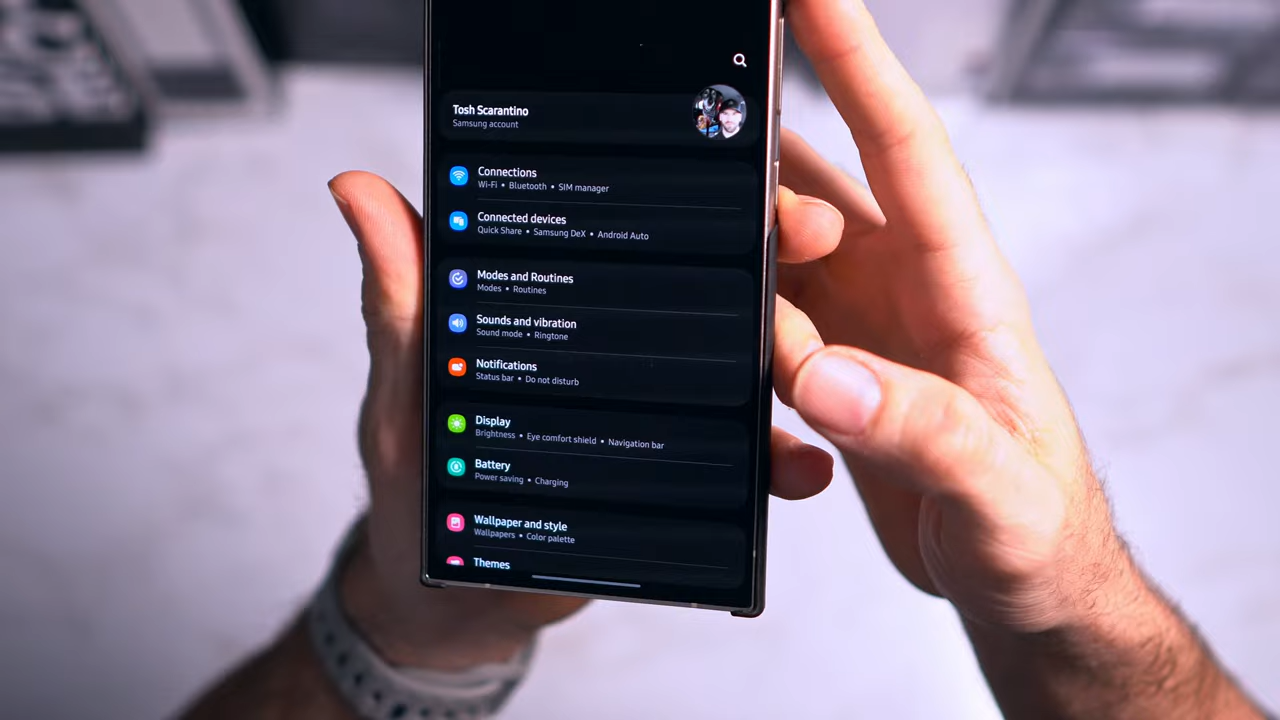 Tosh Scarantino
Samsung account
Connections
Wi-Fi • Bluetooth • SIM manager
Connected devices
Quick Share • Samsung DeX • Android Auto
Modes and Routines
Modes • Routines
Sounds and vibration
Sound mode • Ringtone
Notifications
Status bar • Do not disturb
Display
Brightness • Eye comfort shield • Navigation bar
Battery
Power saving • Charging
Wallpaper and style
Wallpapers • Color palette
Themes